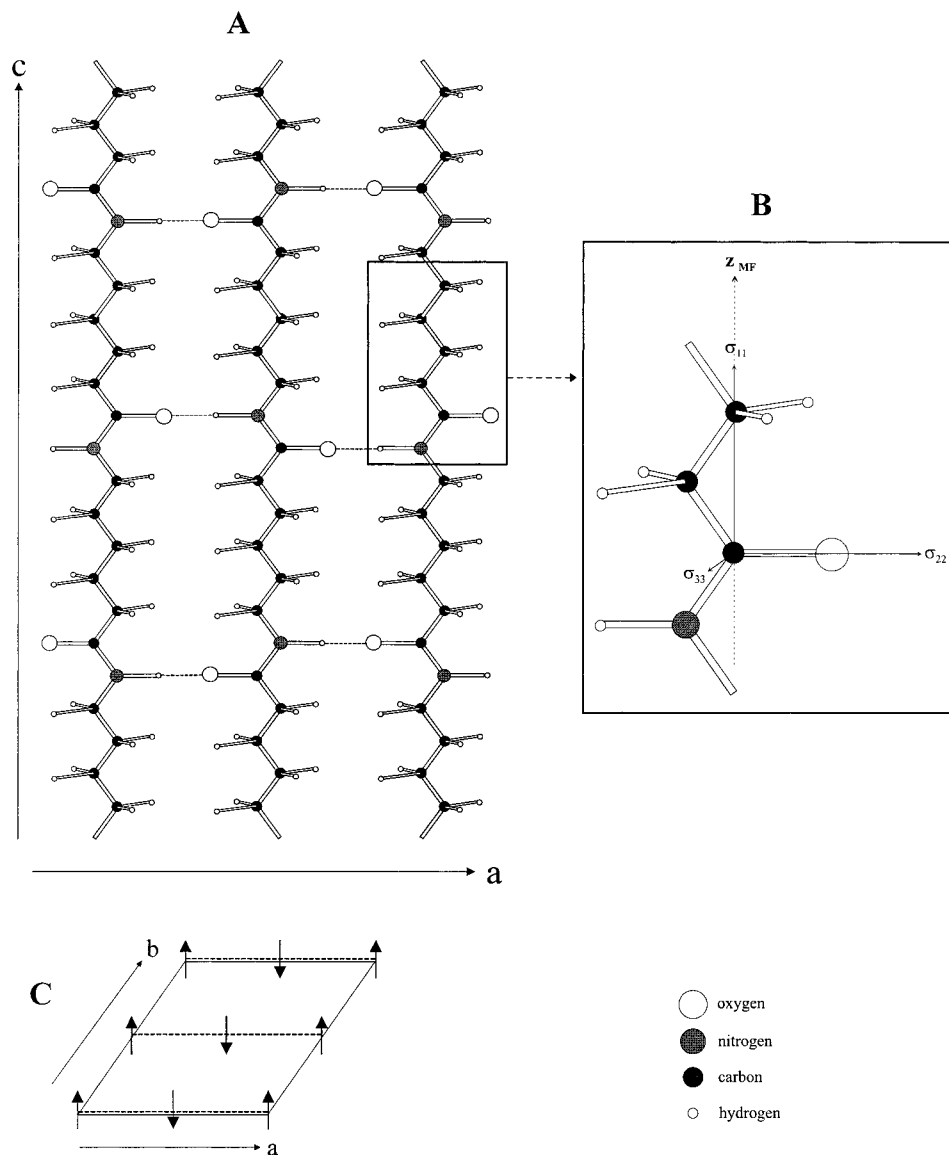 A
c
a
B
z MF
σ11
σ22
σ33
C
b
a
oxygen
nitrogen
carbon
hydrogen